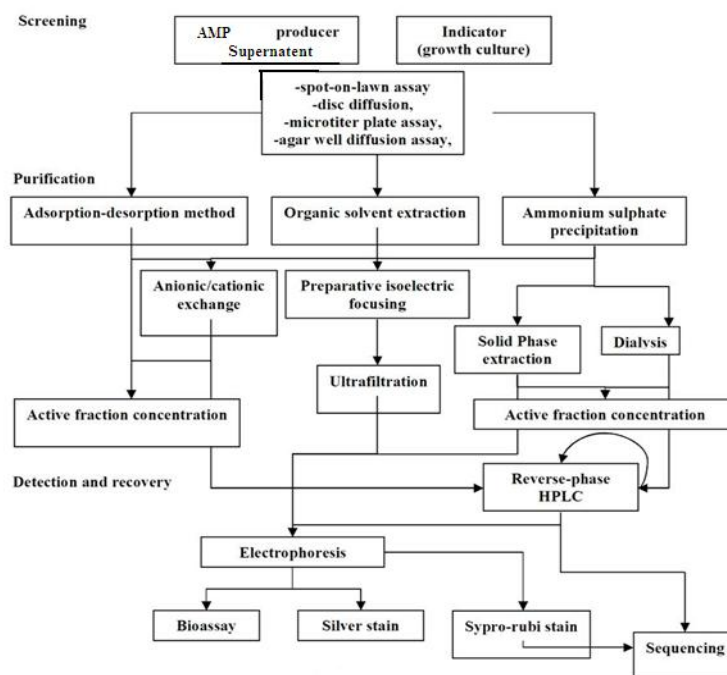 Screening
AMP producer
Supernatent
Indicator
(growth culture)
-spot-on-lawn assay
-disc diffusion,
-microtiter plate assay,
-agar well diffusion assay,
Purification
Adsorption-desorption method
Organic solvent extraction
Ammonium sulphate
precipitation
Anionic/cationic
exchange
Preparative isoelectric
focusing
Solid Phase
extraction
Dialysis
Ultrafiltration
Active fraction concentration
Active fraction concentration
Detection and recovery
Reverse-phase
HPLC
Electrophoresis
Bioassay
Silver stain
Sypro-rubi stain
Sequencing